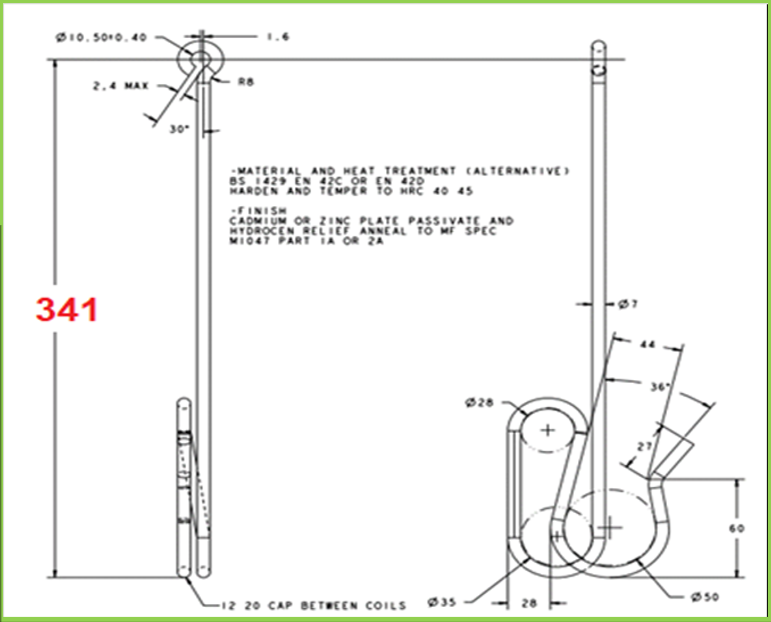 Ø10.50±0.40
1.6
2.4 MAX
R8
30°
-MATERIAL AND HEAT TREATMENT (ALTERNATIVE)
BS 1429 EN 42C OR EN 42D
HARDEN AND TEMPER TO HRC 40 45
-FINISH
CADMIUM OR ZINC PLATE PASSIVATE AND
HYDROCEN RELIEF ANNEAL TO MF SPEC
M1047 PART 1A OR 2A
341
Ø7
44
36°
Ø28
27
60
12 20 CAP BETWEEN COILS
Ø35
28
Ø50